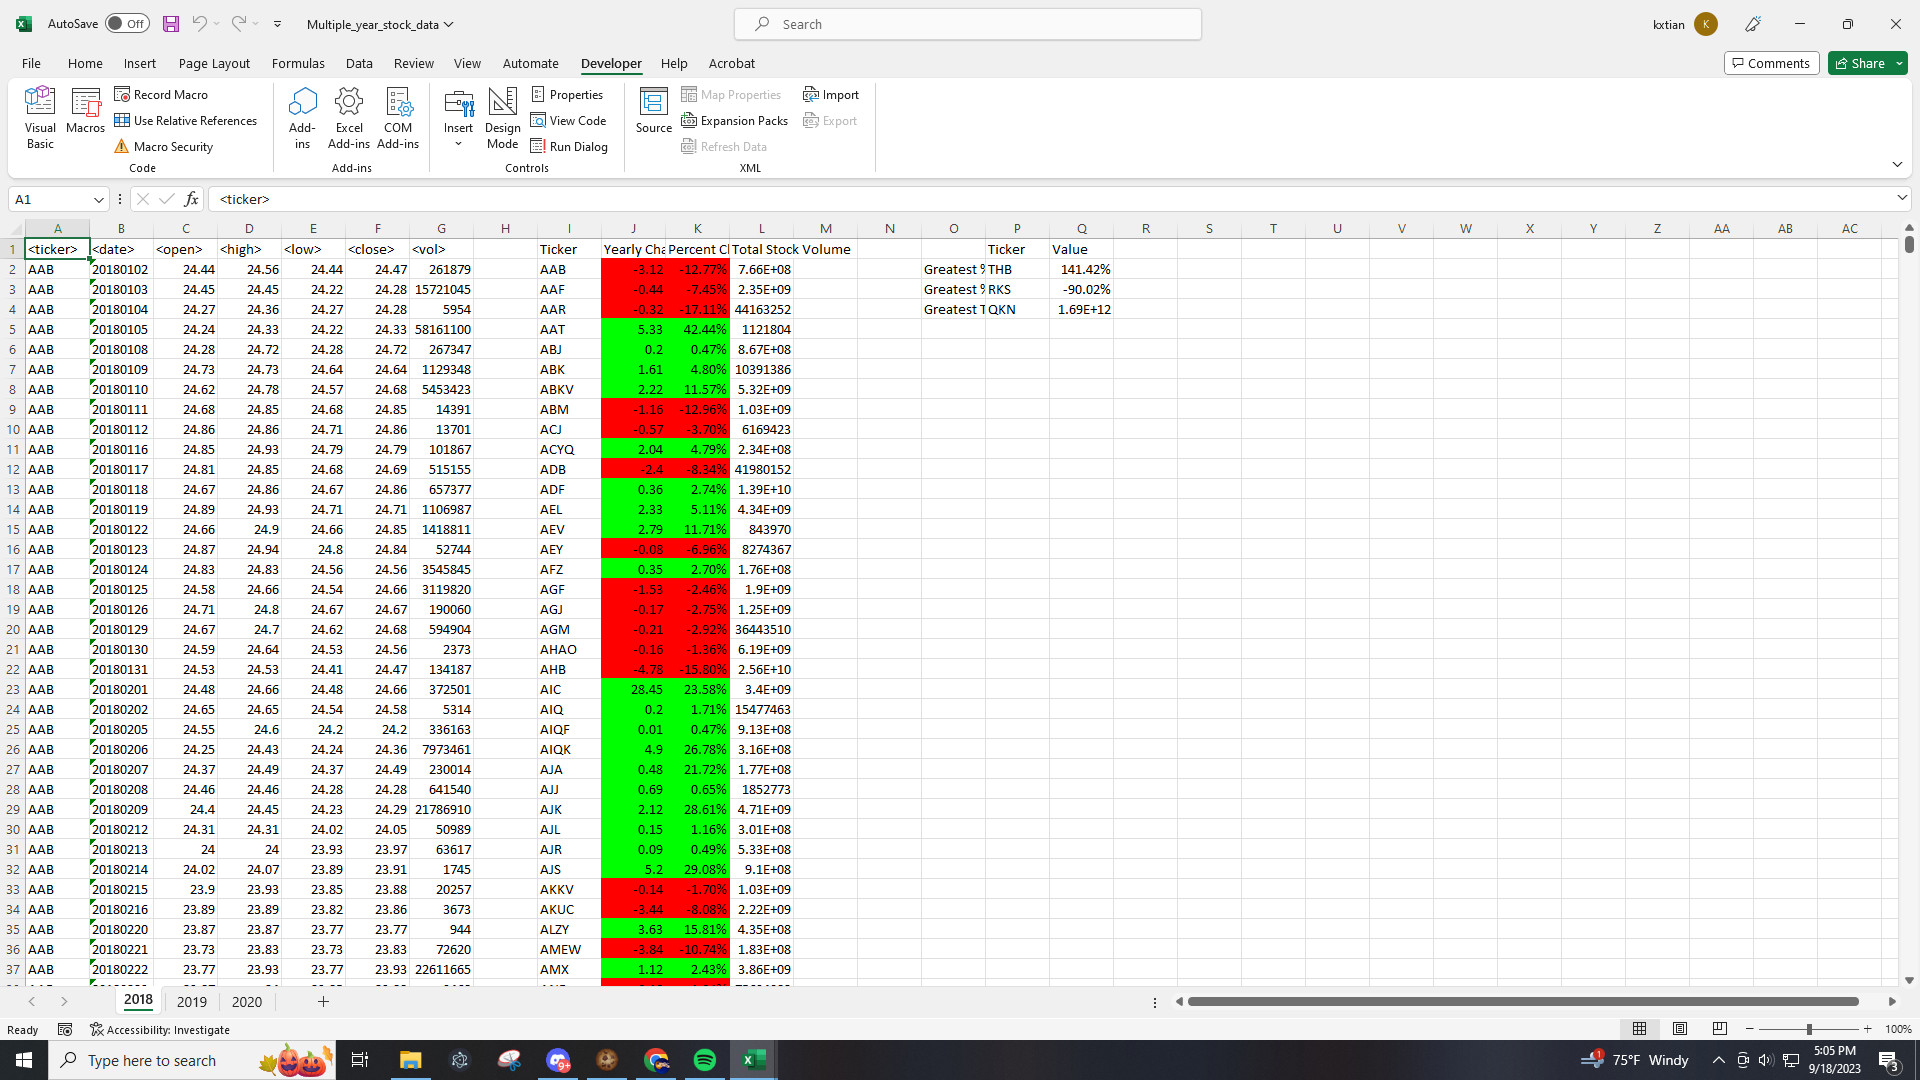 AutoSave Off Multiple_year_stock_data Search kxtian K
File Home Insert Page Layout Formulas Data Review View Automate Developer Help Acrobat Comments Share
Visual Basic Macros Record Macro Use Relative References Macro Security Add-ins Excel Add-ins COM Add-ins Insert Design Mode Properties View Code Run Dialog Source Map Properties Expansion Packs Refresh Data Import Export
Code Add-ins Controls XML
A1 fx <ticker>
A B C D E F G H I J K L M N O P Q R S T U V W X Y Z AA AB AC
1 <ticker> <date> <open> <high> <low> <close> <vol> Ticker Yearly Cha Percent Cl Total Stock Volume Ticker Value
2 AAB 20180102 24.44 24.56 24.44 24.47 261879 AAB -3.12 -12.77% 7.66E+08 Greatest % THB 141.42%
3 AAB 20180103 24.45 24.45 24.22 24.28 15721045 AAF -0.44 -7.45% 2.35E+09 Greatest % RKS -90.02%
4 AAB 20180104 24.27 24.36 24.27 24.28 5954 AAR -0.32 -17.11% 44163252 Greatest T QKN 1.69E+12
5 AAB 20180105 24.24 24.33 24.22 24.33 58161100 AAT 5.33 42.44% 1121804
6 AAB 20180108 24.28 24.72 24.28 24.72 267347 ABJ 0.2 0.47% 8.67E+08
7 AAB 20180109 24.73 24.73 24.64 24.64 1129348 ABK 1.61 4.80% 10391386
8 AAB 20180110 24.62 24.78 24.57 24.68 5453423 ABKV 2.22 11.57% 5.32E+09
9 AAB 20180111 24.68 24.85 24.68 24.85 14391 ABM -1.16 -12.96% 1.03E+09
10 AAB 20180112 24.86 24.86 24.71 24.86 13701 ACJ -0.57 -3.70% 6169423
11 AAB 20180116 24.85 24.93 24.79 24.79 101867 ACYQ 2.04 4.79% 2.34E+08
12 AAB 20180117 24.81 24.85 24.68 24.69 515155 ADB -2.4 -8.34% 41980152
13 AAB 20180118 24.67 24.86 24.67 24.86 657377 ADF 0.36 2.74% 1.39E+10
14 AAB 20180119 24.89 24.93 24.71 24.71 1106987 AEL 2.33 5.11% 4.34E+09
15 AAB 20180122 24.66 24.9 24.66 24.85 1418811 AEV 2.79 11.71% 843970
16 AAB 20180123 24.87 24.94 24.8 24.84 52744 AEY -0.08 -6.96% 8274367
17 AAB 20180124 24.83 24.83 24.56 24.56 3545845 AFZ 0.35 2.70% 1.76E+08
18 AAB 20180125 24.58 24.66 24.54 24.66 3119820 AGF -1.53 -2.46% 1.9E+09
19 AAB 20180126 24.71 24.8 24.67 24.67 190060 AGJ -0.17 -2.75% 1.25E+09
20 AAB 20180129 24.67 24.7 24.62 24.68 594904 AGM -0.21 -2.92% 36443510
21 AAB 20180130 24.59 24.64 24.53 24.56 2373 AHAO -0.16 -1.36% 6.19E+09
22 AAB 20180131 24.53 24.53 24.41 24.47 134187 AHB -4.78 -15.80% 2.56E+10
23 AAB 20180201 24.48 24.66 24.48 24.66 372501 AIC 28.45 23.58% 3.4E+09
24 AAB 20180202 24.65 24.65 24.54 24.58 5314 AIQ 0.2 1.71% 15477463
25 AAB 20180205 24.55 24.6 24.2 24.2 336163 AIQF 0.01 0.47% 9.13E+08
26 AAB 20180206 24.25 24.43 24.24 24.36 7973461 AIQK 4.9 26.78% 3.16E+08
27 AAB 20180207 24.37 24.49 24.37 24.49 230014 AJA 0.48 21.72% 1.77E+08
28 AAB 20180208 24.46 24.46 24.28 24.28 641540 AJJ 0.69 0.65% 1852773
29 AAB 20180209 24.4 24.45 24.23 24.29 21786910 AJK 2.12 28.61% 4.71E+09
30 AAB 20180212 24.31 24.31 24.02 24.05 50989 AJL 0.15 1.16% 3.01E+08
31 AAB 20180213 24 24 23.93 23.97 63617 AJR 0.09 0.49% 5.33E+08
32 AAB 20180214 24.02 24.07 23.89 23.91 1745 AJS 5.2 29.08% 9.1E+08
33 AAB 20180215 23.9 23.93 23.85 23.88 20257 AKKV -0.14 -1.70% 1.03E+09
34 AAB 20180216 23.89 23.89 23.82 23.86 3673 AKUC -3.44 -8.08% 2.22E+09
35 AAB 20180220 23.87 23.87 23.77 23.77 944 ALZY 3.63 15.81% 4.35E+08
36 AAB 20180221 23.73 23.83 23.73 23.83 72620 AMEW -3.84 -10.74% 1.83E+08
37 AAB 20180222 23.77 23.93 23.77 23.93 22611665 AMX 1.12 2.43% 3.86E+09
2018 2019 2020
Ready Accessibility: Investigate 100%
Type here to search 9+ 1 75°F Windy 5:05 PM 9/18/2023 3